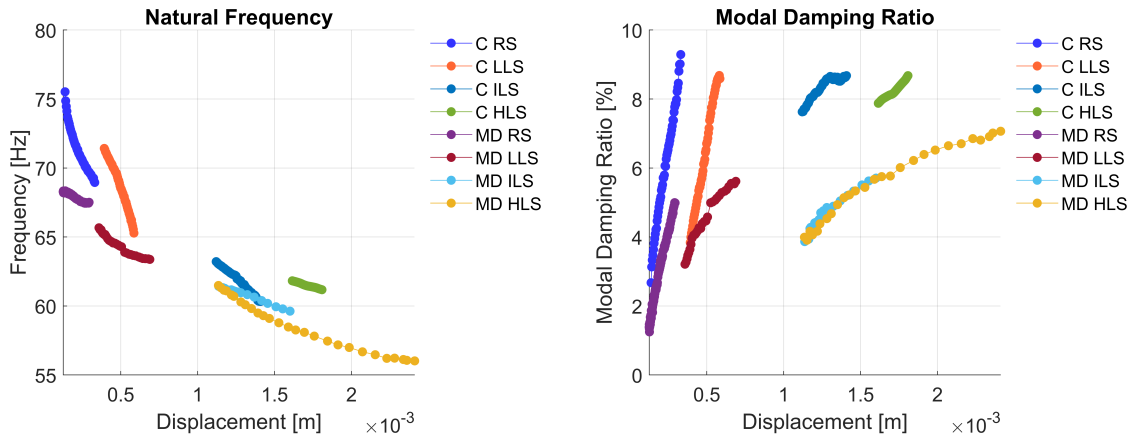 Natural Frequency
80
75
70
65
60
55
Frequency [Hz]
0.5
1
1.5
2
Displacement [m]
×10-3
C RS
C LLS
C ILS
C HLS
MD RS
MD LLS
MD ILS
MD HLS
Modal Damping Ratio
10
8
6
4
2
0
Modal Damping Ratio [%]
0.5
1
1.5
2
Displacement [m]
×10-3
C RS
C LLS
C ILS
C HLS
MD RS
MD LLS
MD ILS
MD HLS